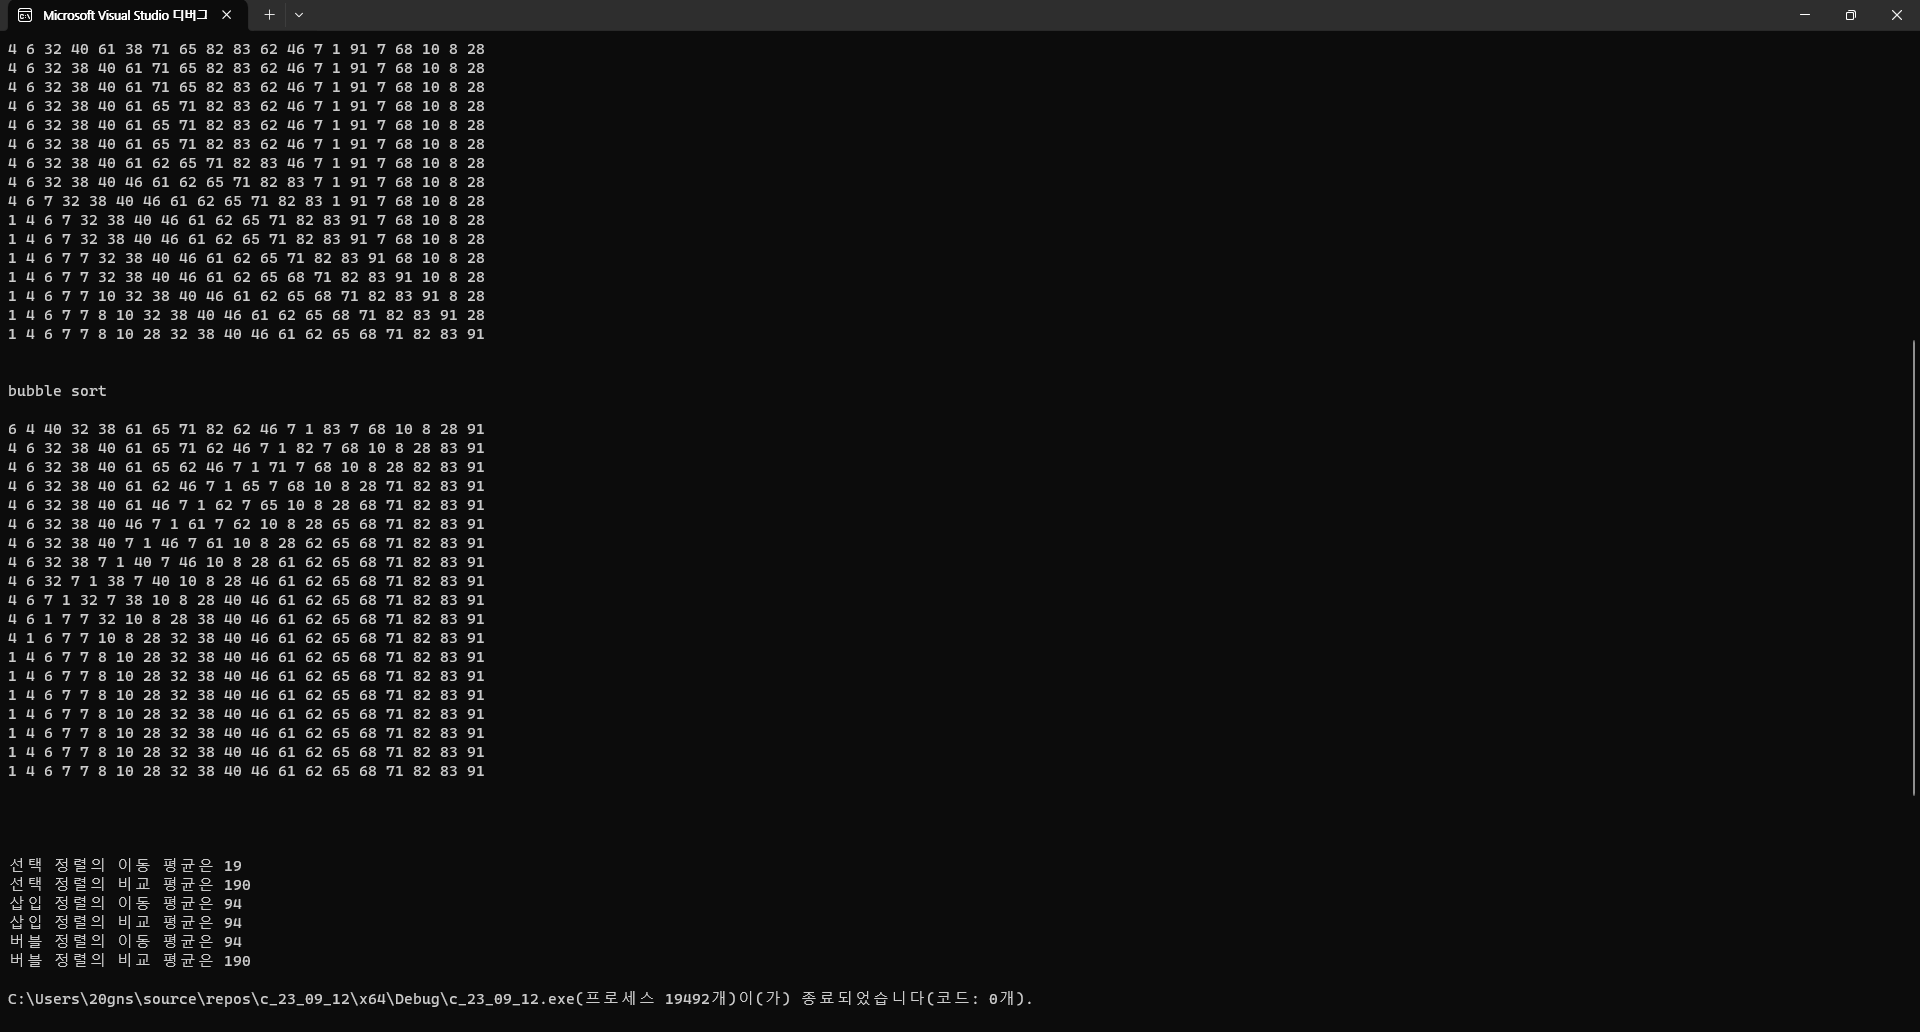 Microsoft Visual Studio 디버그
4 6 32 40 61 38 71 65 82 83 62 46 7 1 91 7 68 10 8 28
4 6 32 38 40 61 71 65 82 83 62 46 7 1 91 7 68 10 8 28
4 6 32 38 40 61 71 65 82 83 62 46 7 1 91 7 68 10 8 28
4 6 32 38 40 61 65 71 82 83 62 46 7 1 91 7 68 10 8 28
4 6 32 38 40 61 65 71 82 83 62 46 7 1 91 7 68 10 8 28
4 6 32 38 40 61 65 71 82 83 62 46 7 1 91 7 68 10 8 28
4 6 32 38 40 61 62 65 71 82 83 46 7 1 91 7 68 10 8 28
4 6 32 38 40 46 61 62 65 71 82 83 7 1 91 7 68 10 8 28
4 6 7 32 38 40 46 61 62 65 71 82 83 1 91 7 68 10 8 28
1 4 6 7 32 38 40 46 61 62 65 71 82 83 91 7 68 10 8 28
1 4 6 7 32 38 40 46 61 62 65 71 82 83 91 7 68 10 8 28
1 4 6 7 7 32 38 40 46 61 62 65 71 82 83 91 68 10 8 28
1 4 6 7 7 32 38 40 46 61 62 65 68 71 82 83 91 10 8 28
1 4 6 7 7 10 32 38 40 46 61 62 65 68 71 82 83 91 8 28
1 4 6 7 7 8 10 32 38 40 46 61 62 65 68 71 82 83 91 28
1 4 6 7 7 8 10 28 32 38 40 46 61 62 65 68 71 82 83 91
bubble sort
6 4 40 32 38 61 65 71 82 62 46 7 1 83 7 68 10 8 28 91
4 6 32 38 40 61 65 71 62 46 7 1 82 7 68 10 8 28 83 91
4 6 32 38 40 61 65 62 46 7 1 71 7 68 10 8 28 82 83 91
4 6 32 38 40 61 62 46 7 1 65 7 68 10 8 28 71 82 83 91
4 6 32 38 40 61 46 7 1 62 7 65 10 8 28 68 71 82 83 91
4 6 32 38 40 46 7 1 61 7 62 10 8 28 65 68 71 82 83 91
4 6 32 38 40 7 1 46 7 61 10 8 28 62 65 68 71 82 83 91
4 6 32 38 7 1 40 7 46 10 8 28 61 62 65 68 71 82 83 91
4 6 32 7 1 38 7 40 10 8 28 46 61 62 65 68 71 82 83 91
4 6 7 1 32 7 38 10 8 28 40 46 61 62 65 68 71 82 83 91
4 6 1 7 7 32 10 8 28 38 40 46 61 62 65 68 71 82 83 91
4 1 6 7 7 10 8 28 32 38 40 46 61 62 65 68 71 82 83 91
1 4 6 7 7 8 10 28 32 38 40 46 61 62 65 68 71 82 83 91
1 4 6 7 7 8 10 28 32 38 40 46 61 62 65 68 71 82 83 91
1 4 6 7 7 8 10 28 32 38 40 46 61 62 65 68 71 82 83 91
1 4 6 7 7 8 10 28 32 38 40 46 61 62 65 68 71 82 83 91
1 4 6 7 7 8 10 28 32 38 40 46 61 62 65 68 71 82 83 91
1 4 6 7 7 8 10 28 32 38 40 46 61 62 65 68 71 82 83 91
1 4 6 7 7 8 10 28 32 38 40 46 61 62 65 68 71 82 83 91
선택 정렬의 이동 평균은 19
선택 정렬의 비교 평균은 190
삽입 정렬의 이동 평균은 94
삽입 정렬의 비교 평균은 94
버블 정렬의 이동 평균은 94
버블 정렬의 비교 평균은 190
C:\Users\20gns\source\repos\c_23_09_12\x64\Debug\c_23_09_12.exe(프로세스 19492개)이(가) 종료되었습니다(코드: 0개).